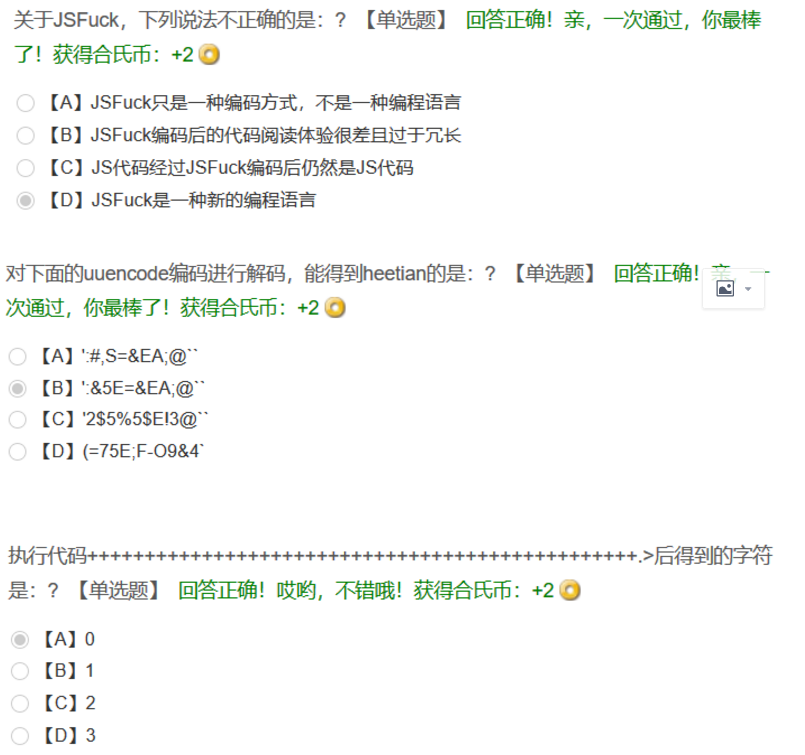 关于JSFuck，下列说法不正确的是：? 【单选题】 回答正确！亲，一次通过，你最棒
了！获得合氏币：+2
【A】JSFuck只是一种编码方式，不是一种编程语言
【B】JSFuck编码后的代码阅读体验很差且过于冗长
【C】JS代码经过JSFuck编码后仍然是JS代码
【D】JSFuck是一种新的编程语言
对下面的uuencode编码进行解码，能得到heetian的是：? 【单选题】 回答正确！亲，一
次通过，你最棒了！获得合氏币：+2
【A】':#,S=&EA;@``
【B】':&5E=&EA;@``
【C】'2$5%5$E!3@``
【D】(=75E;F-O9&4`
执行代码++++++++++++++++++++++++++++++++++++++++++++++++.>后得到的字符
是：? 【单选题】 回答正确！哎哟，不错哦！获得合氏币：+2
【A】0
【B】1
【C】2
【D】3